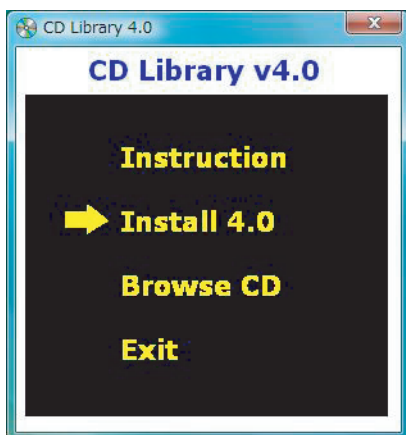 CD Library 4.0
CD Library v4.0
Instruction
Install 4.0
Browse CD
Exit